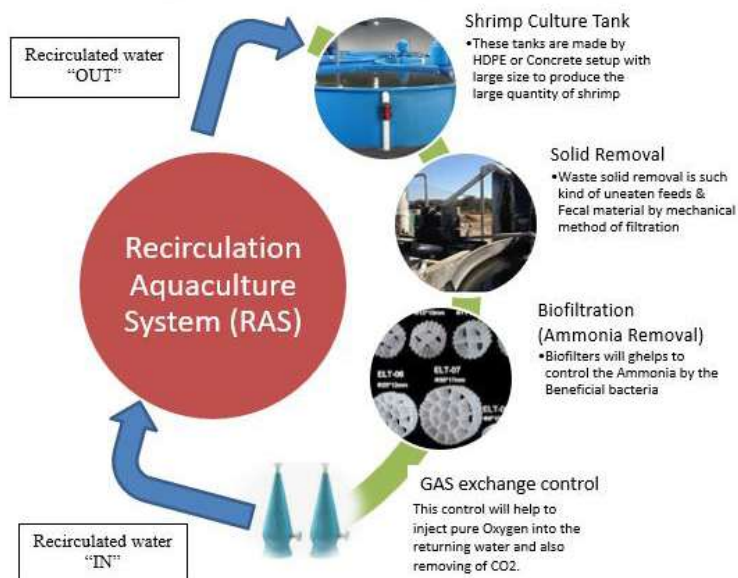 Recirculated water
"OUT"
Shrimp Culture Tank
•These tanks are made by
HDPE or Concrete setup with
large size to produce the
large quantity of shrimp
Solid Removal
•Waste solid removal is such
kind of uneaten feeds &
Fecal material by mechanical
method of filtration
Recirculation
Aquaculture
System (RAS)
Biofiltration
(Ammonia Removal)
•Biofilters will ghelps to
control the Ammonia by the
Beneficial bacteria
ELT-06
ELT-07
GAS exchange control
This control will help to
inject pure Oxygen into the
returning water and also
removing of CO2.
Recirculated water
"IN"